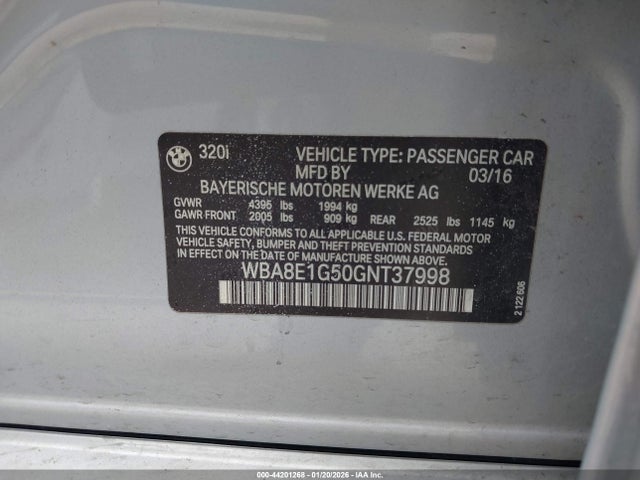 BMW 320i VEHICLE TYPE: PASSENGER CAR
MFD BY 03/16
BAYERISCHE MOTOREN WERKE AG
GVWR 4395 lbs 1994 kg
GAWR FRONT 2005 lbs 909 kg REAR 2525 lbs 1145 kg
THIS VEHICLE CONFORMS TO ALL APPLICABLE U.S. FEDERAL MOTOR
VEHICLE SAFETY, BUMPER AND THEFT PREVENTION STANDARDS
IN EFFECT ON THE DATE OF MANUFACTURE SHOWN ABOVE.
WBA8E1G50GNT37998
2 122 606
000-44201268 - 01/20/2026 - IAA Inc.